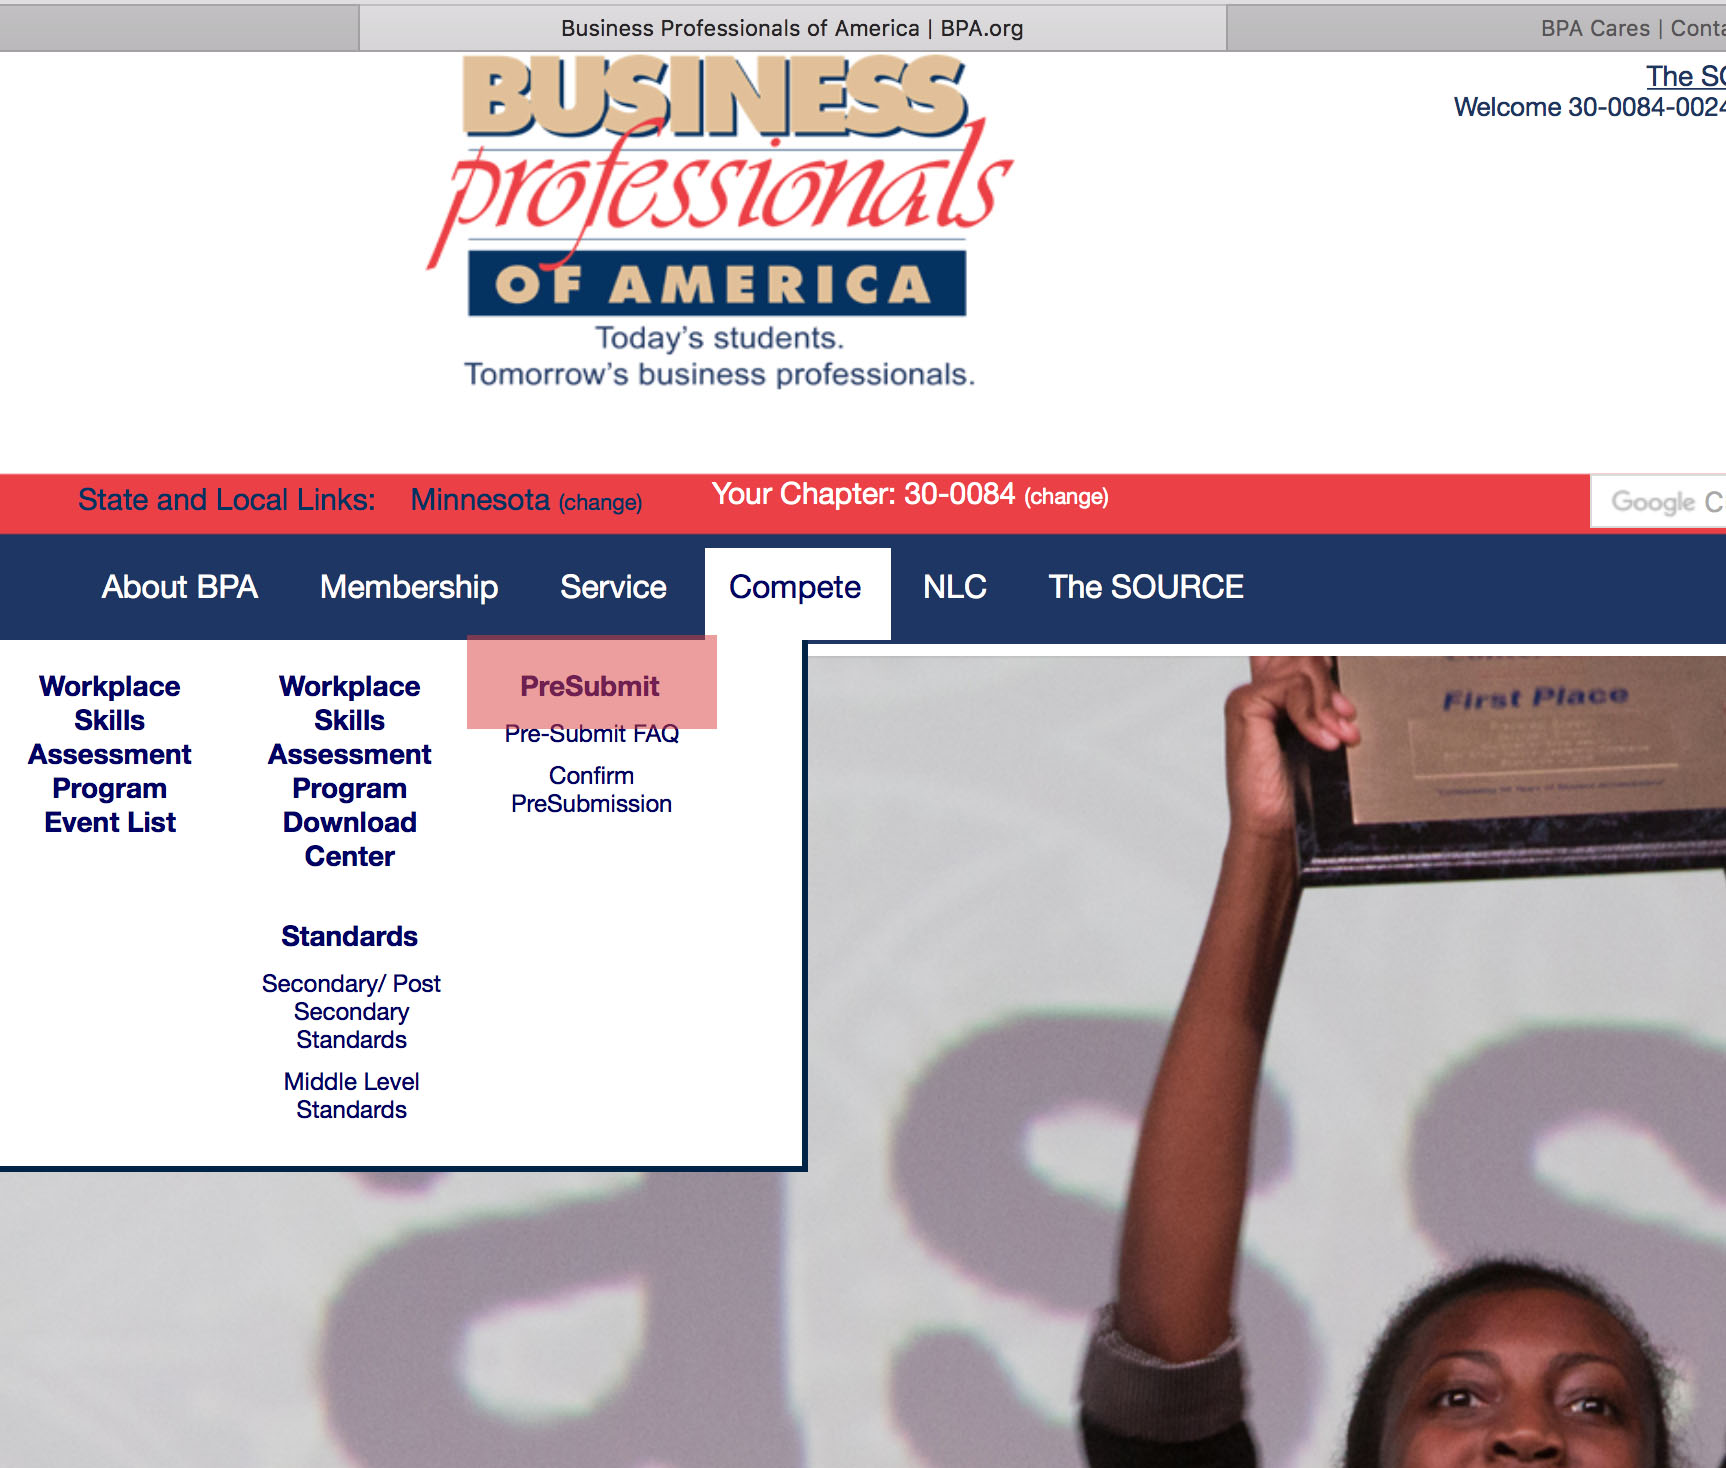 Business Professionals of America | BPA.org
BPA Cares | Conta
BUSINESS
professionals
OF AMERICA
Today's students.
Tomorrow's business professionals.
The SO
Welcome 30-0084-0024
State and Local Links: Minnesota (change) Your Chapter: 30-0084 (change)
Google C
About BPA Membership Service Compete NLC The SOURCE
Workplace
Skills
Assessment
Program
Event List
Workplace
Skills
Assessment
Program
Download
Center
Standards
Secondary/ Post
Secondary
Standards
Middle Level
Standards
PreSubmit
Pre-Submit FAQ
Confirm
PreSubmission
First Place
as
s